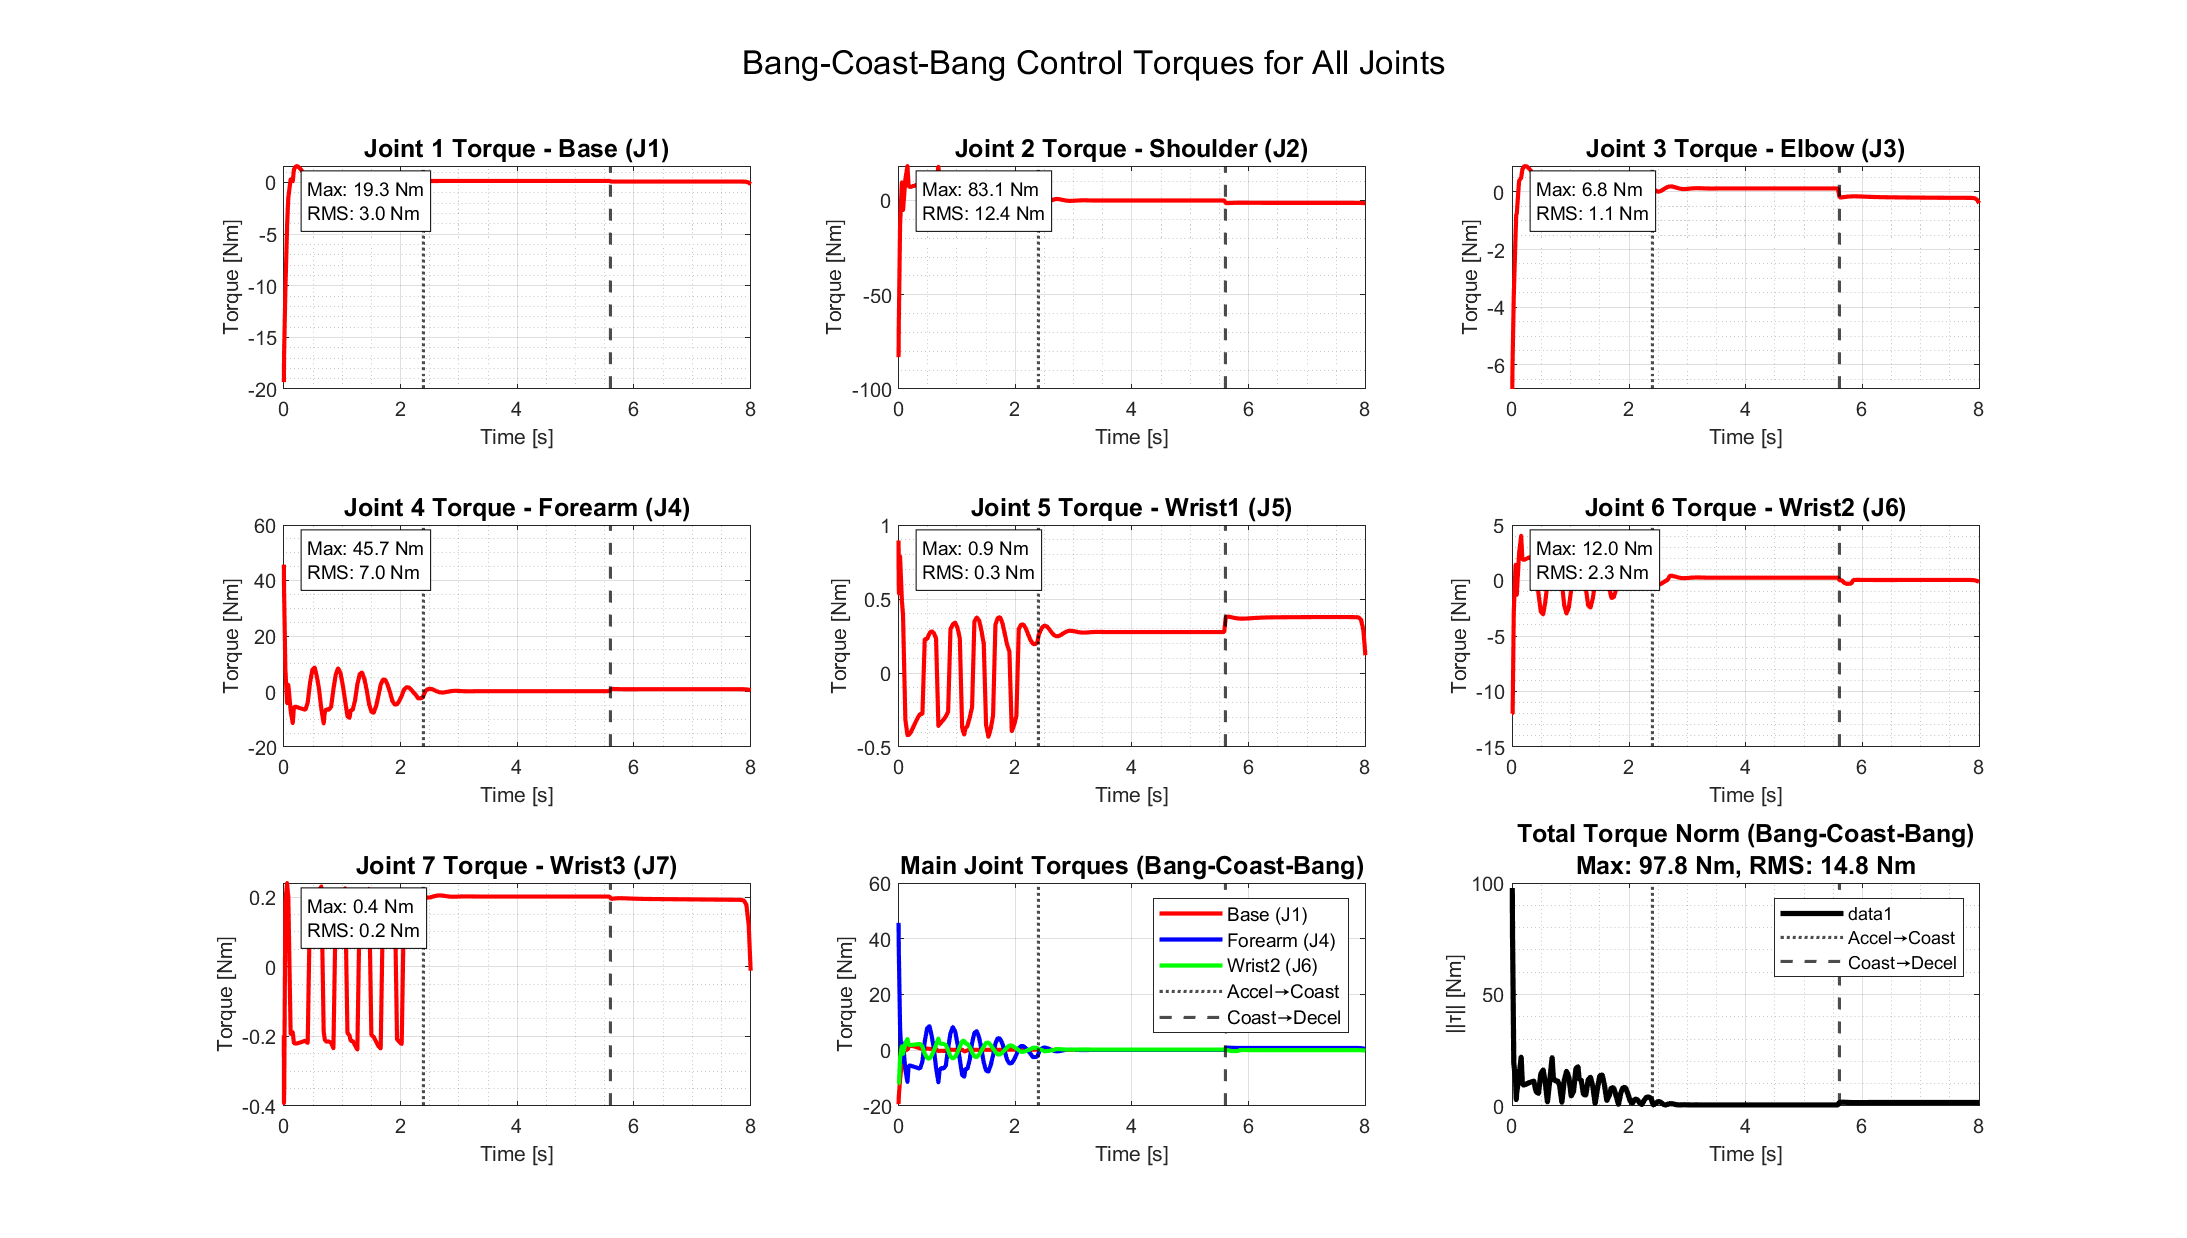 Bang-Coast-Bang Control Torques for All Joints
Joint 1 Torque - Base (J1)
Max: 19.3 Nm
RMS: 3.0 Nm
Torque [Nm]
0
-5
-10
-15
-20
0 2 4 6 8
Time [s]
Joint 2 Torque - Shoulder (J2)
Max: 83.1 Nm
RMS: 12.4 Nm
Torque [Nm]
0
-50
-100
0 2 4 6 8
Time [s]
Joint 3 Torque - Elbow (J3)
Max: 6.8 Nm
RMS: 1.1 Nm
Torque [Nm]
0
-2
-4
-6
0 2 4 6 8
Time [s]
Joint 4 Torque - Forearm (J4)
Max: 45.7 Nm
RMS: 7.0 Nm
Torque [Nm]
60
40
20
0
-20
0 2 4 6 8
Time [s]
Joint 5 Torque - Wrist1 (J5)
Max: 0.9 Nm
RMS: 0.3 Nm
Torque [Nm]
1
0.5
0
-0.5
0 2 4 6 8
Time [s]
Joint 6 Torque - Wrist2 (J6)
Max: 12.0 Nm
RMS: 2.3 Nm
Torque [Nm]
5
0
-5
-10
-15
0 2 4 6 8
Time [s]
Joint 7 Torque - Wrist3 (J7)
Max: 0.4 Nm
RMS: 0.2 Nm
Torque [Nm]
0.2
0
-0.2
-0.4
0 2 4 6 8
Time [s]
Main Joint Torques (Bang-Coast-Bang)
Base (J1)
Forearm (J4)
Wrist2 (J6)
Accel→Coast
Coast→Decel
Torque [Nm]
60
40
20
0
-20
0 2 4 6 8
Time [s]
Total Torque Norm (Bang-Coast-Bang)
Max: 97.8 Nm, RMS: 14.8 Nm
data1
Accel→Coast
Coast→Decel
||τ|| [Nm]
100
50
0
0 2 4 6 8
Time [s]